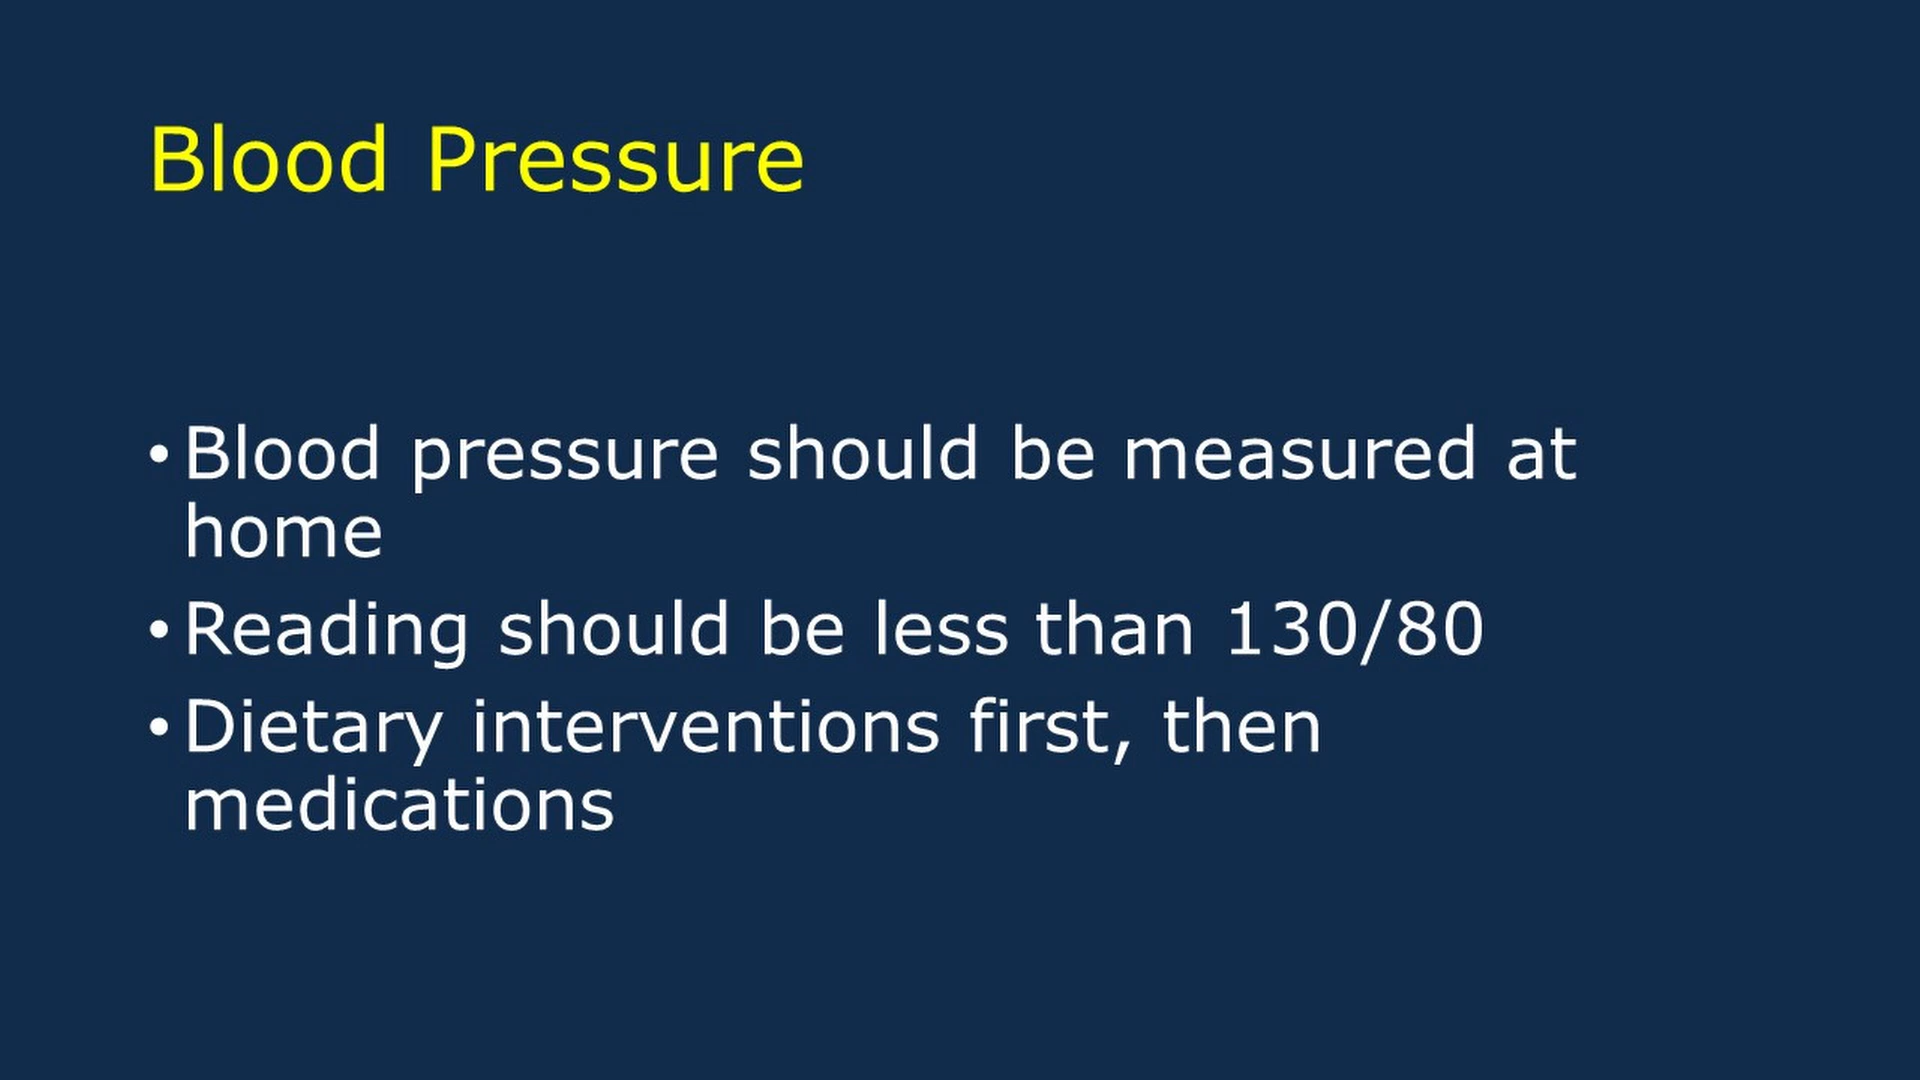 Blood Pressure
• Blood pressure should be measured at
home
• Reading should be less than 130/80
• Dietary interventions first, then
medications